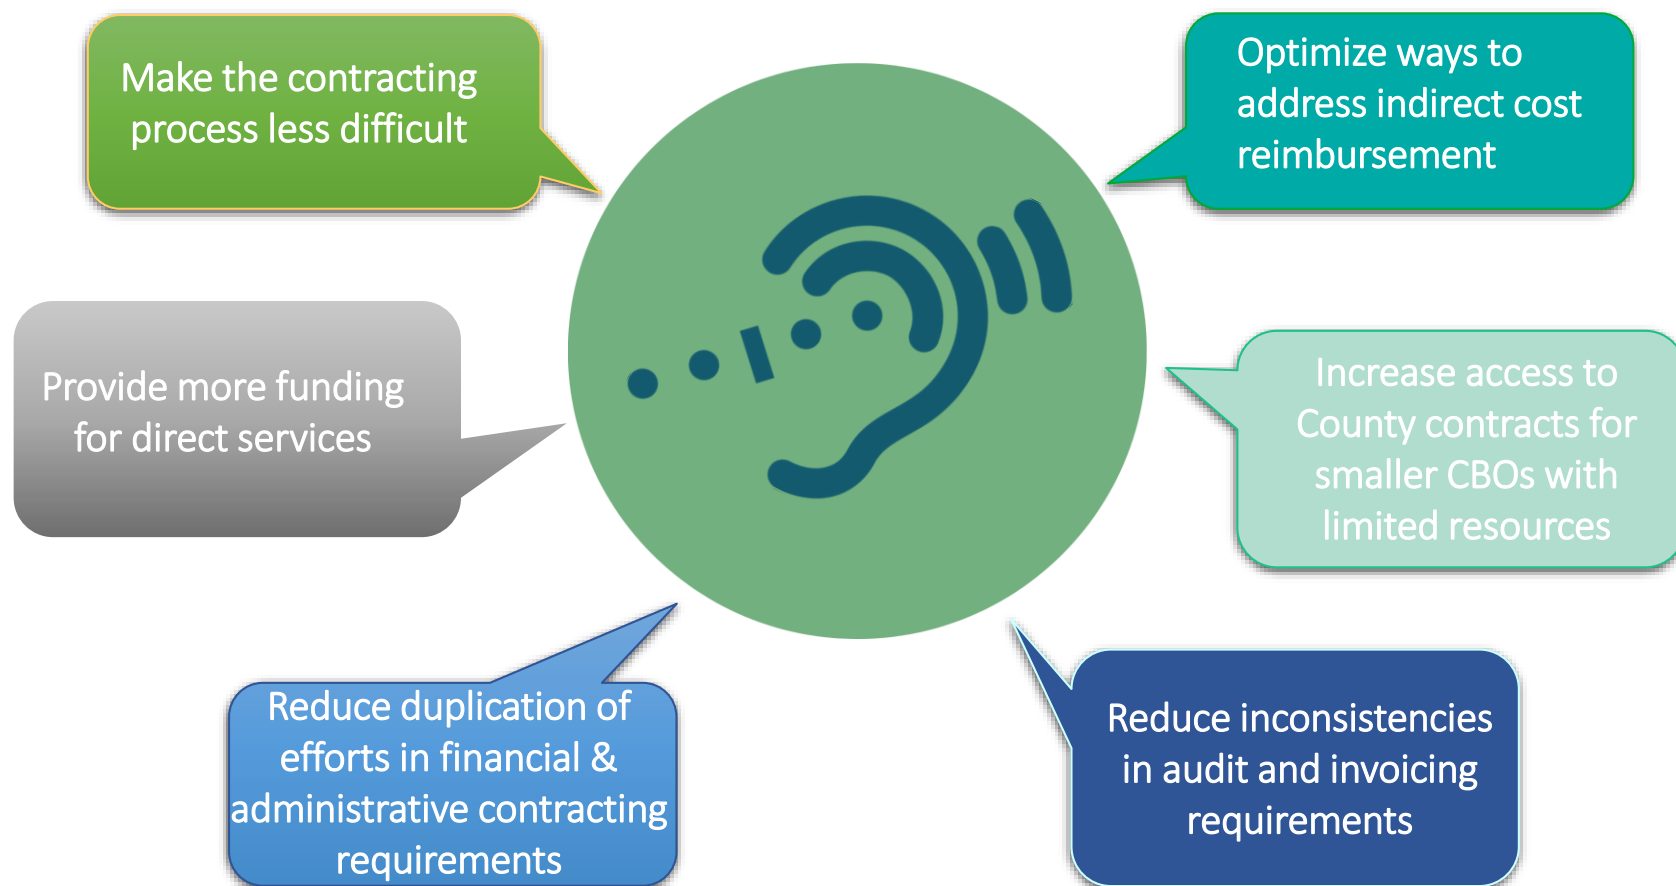 Make the contracting
process less difficult
Optimize ways to
address indirect cost
reimbursement
Provide more funding
for direct services
Increase access to
County contracts for
smaller CBOs with
limited resources
Reduce duplication of
efforts in financial &
administrative contracting
requirements
Reduce inconsistencies
in audit and invoicing
requirements